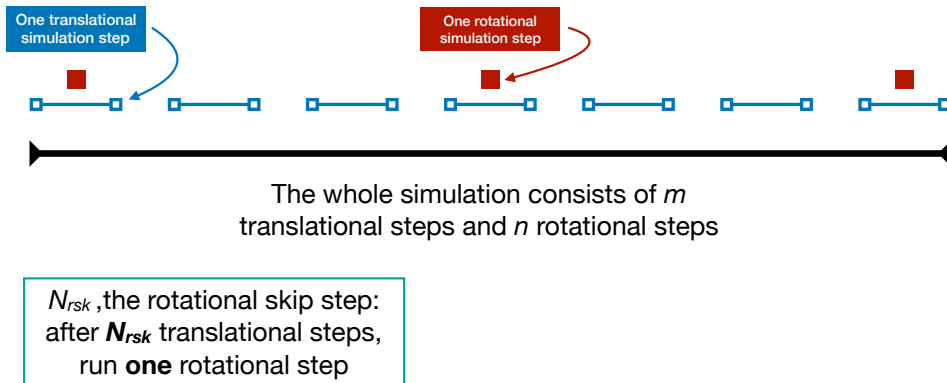 One translational
simulation step
One rotational
simulation step
The whole simulation consists of m
translational steps and n rotational steps
Nrsk ,the rotational skip step:
after Nrsk translational steps,
run one rotational step